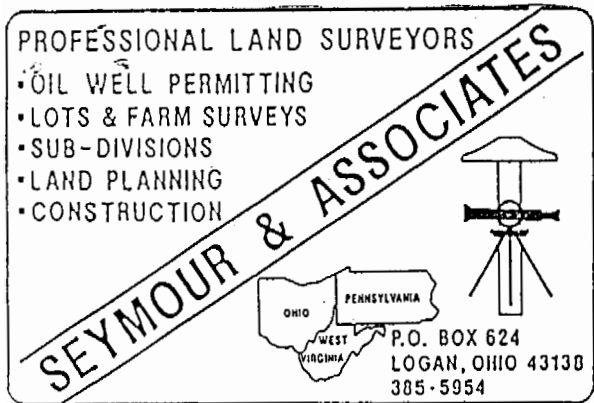 PROFESSIONAL LAND SURVEYORS
▪OIL WELL PERMITTING
▪LOTS & FARM SURVEYS
▪SUB-DIVISIONS
▪LAND PLANNING
▪CONSTRUCTION
SEYMOUR & ASSOCIATES
OHIO
PENNSYLVANIA
WEST
VIRGINIA
P.O. BOX 624
LOGAN, OHIO 43138
385-5954